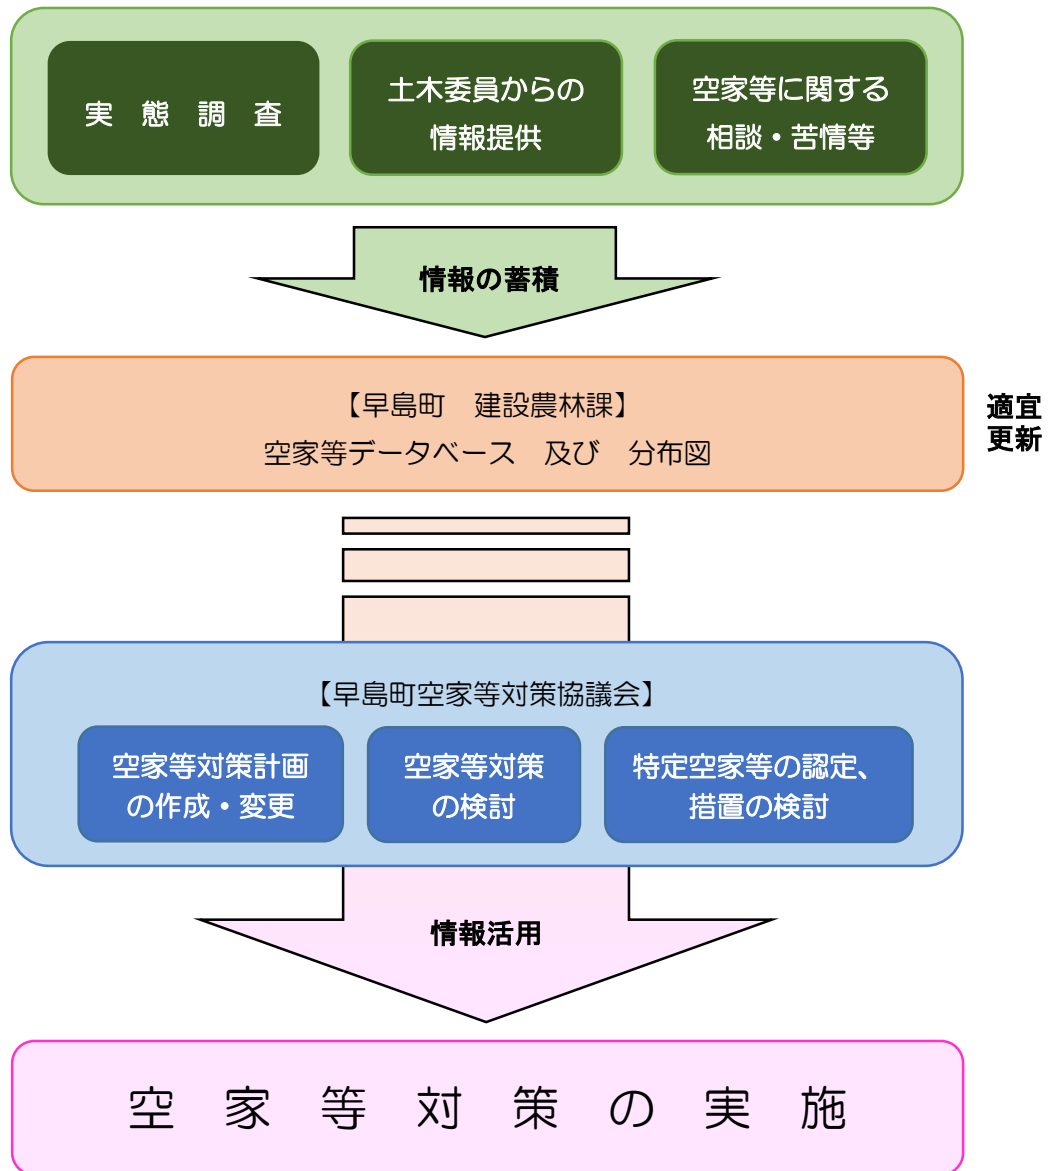 実　態　調　査
土木委員からの
情報提供
空家等に関する
相談・苦情等
情報の蓄積
【早島町　建設農林課】
空家等データベース　及び　分布図
適宜
更新
【早島町空家等対策協議会】
空家等対策計画
の作成・変更
空家等対策
の検討
特定空家等の認定、
措置の検討
情報活用
空　家　等　対　策　の　実　施